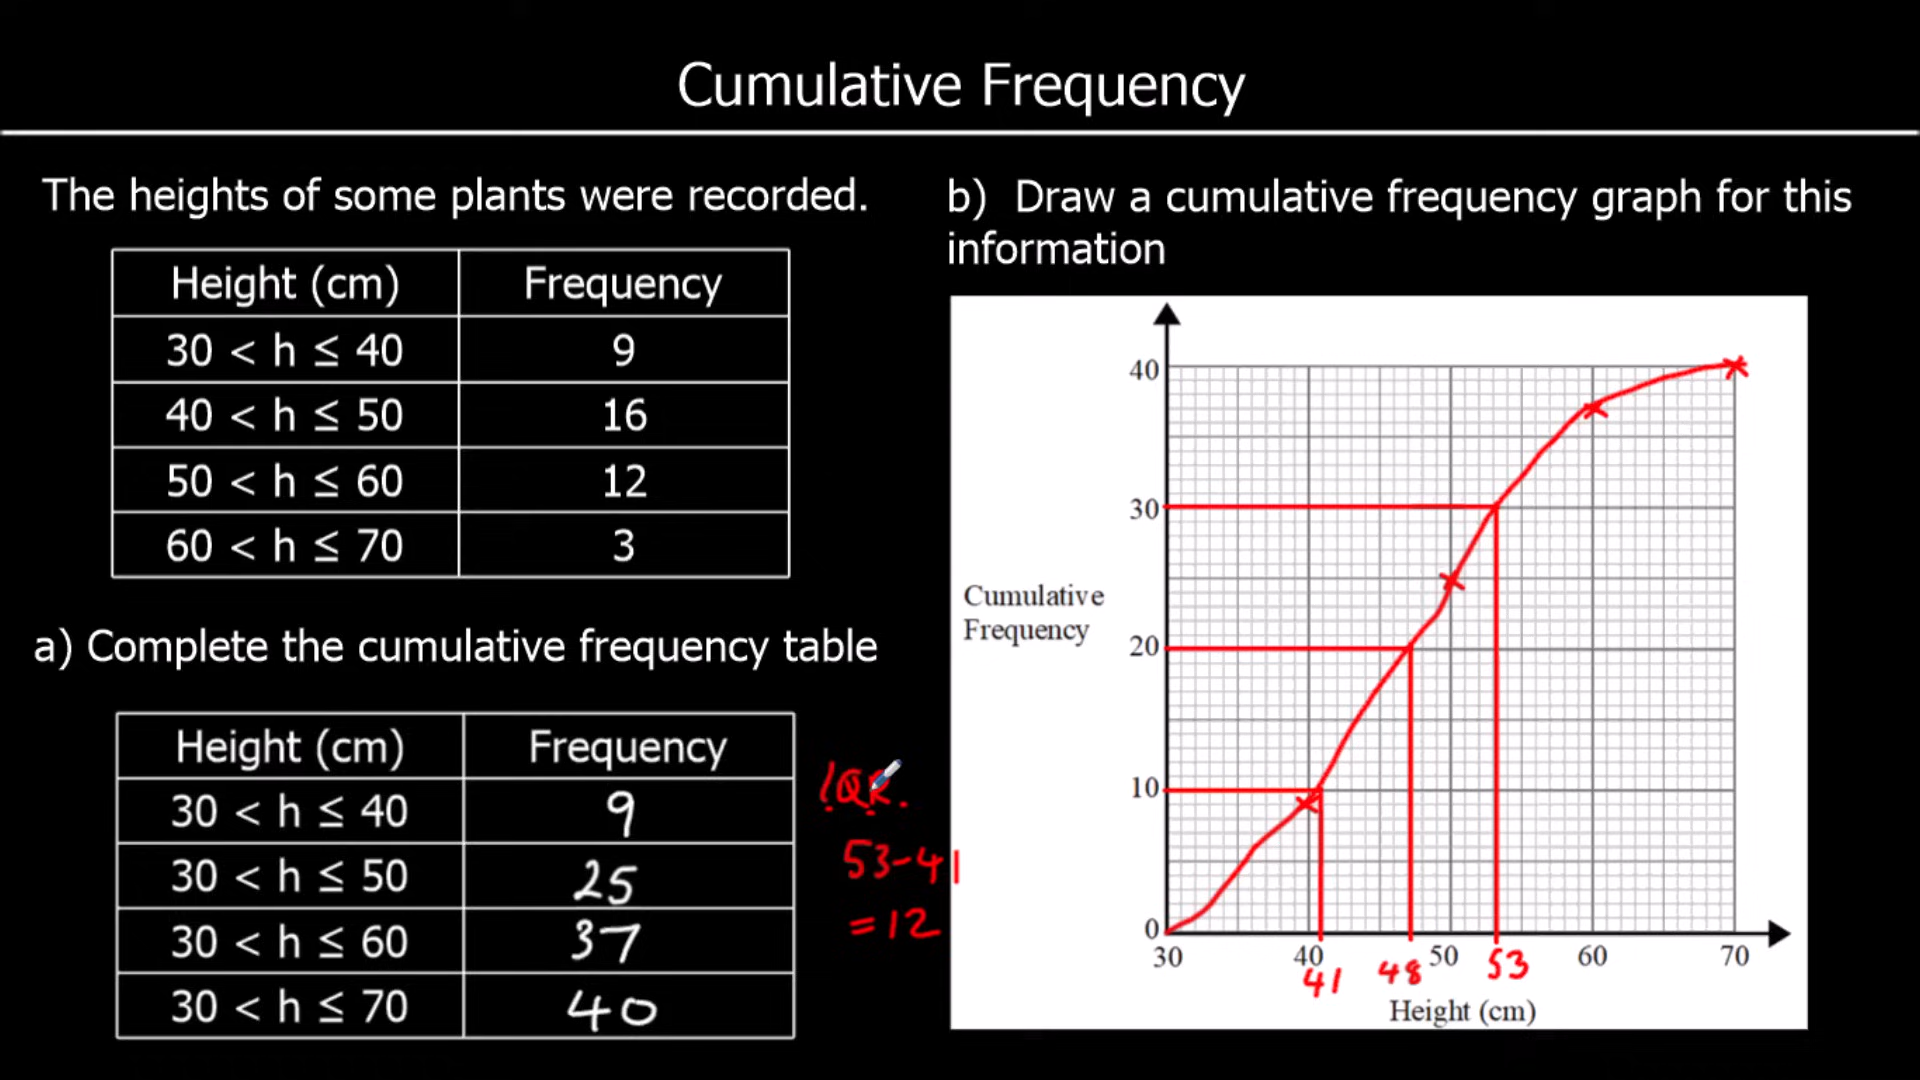 Cumulative Frequency
The heights of some plants were recorded.
Height (cm) Frequency
30 < h ≤ 40 9
40 < h ≤ 50 16
50 < h ≤ 60 12
60 < h ≤ 70 3
a) Complete the cumulative frequency table
Height (cm) Frequency
30 < h ≤ 40 9
30 < h ≤ 50 25
30 < h ≤ 60 37
30 < h ≤ 70 40
IQR.
53-41
=12
b) Draw a cumulative frequency graph for this
information
40
30
Cumulative
Frequency
20
10
0
30 40 50 60 70
41 48 53
Height (cm)